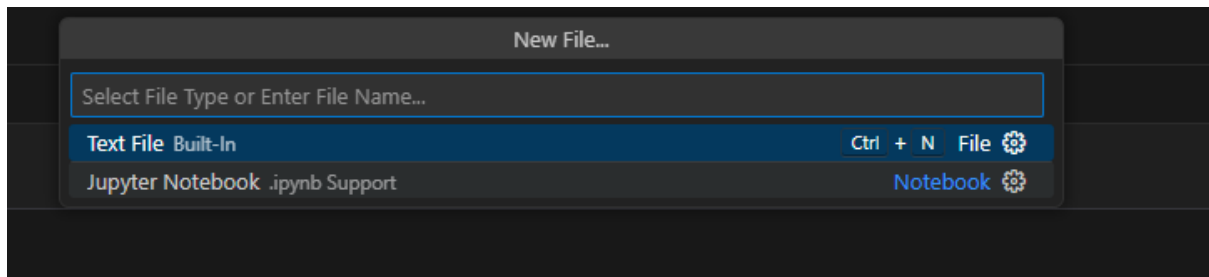 New File...
Select File Type or Enter File Name...
Text File Built-In Ctrl + N File
Jupyter Notebook .ipynb Support Notebook